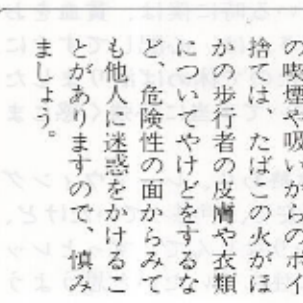 の喫煙や吸いがらのポイ
捨ては、たばこの火がほ
かの歩行者の皮膚や衣類
についてやけどをするな
ど、危険性の面からみて
も他人に迷惑をかけるこ
とがありますので、慎み
ましょう。